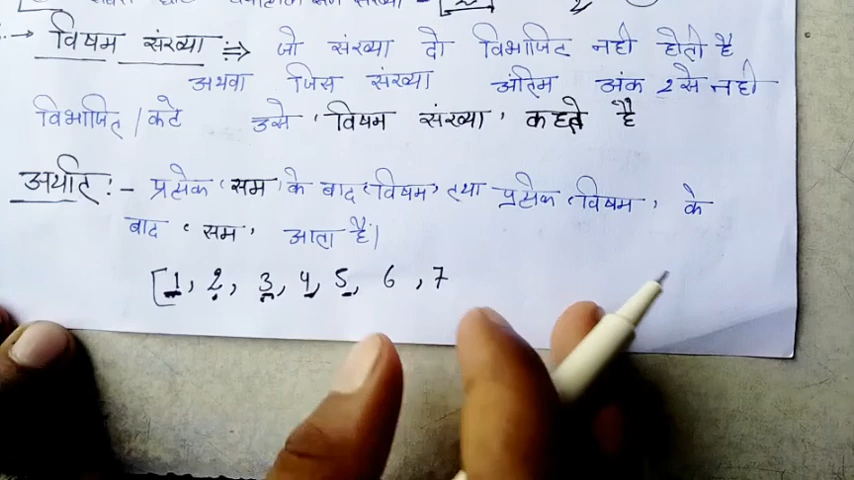 विषम संख्या ⇒ जो संख्या दो विभाजित नही होती है
अथवा जिस संख्या अंतिम अंक 2 से नही
विभाजित / कटे उसे 'विषम संख्या' कहते है
अर्थात :- प्रत्येक 'सम' के बाद 'विषम' तथा प्रत्येक 'विषम' के
बाद 'सम' आता है।
[1, 2, 3, 4, 5, 6, 7